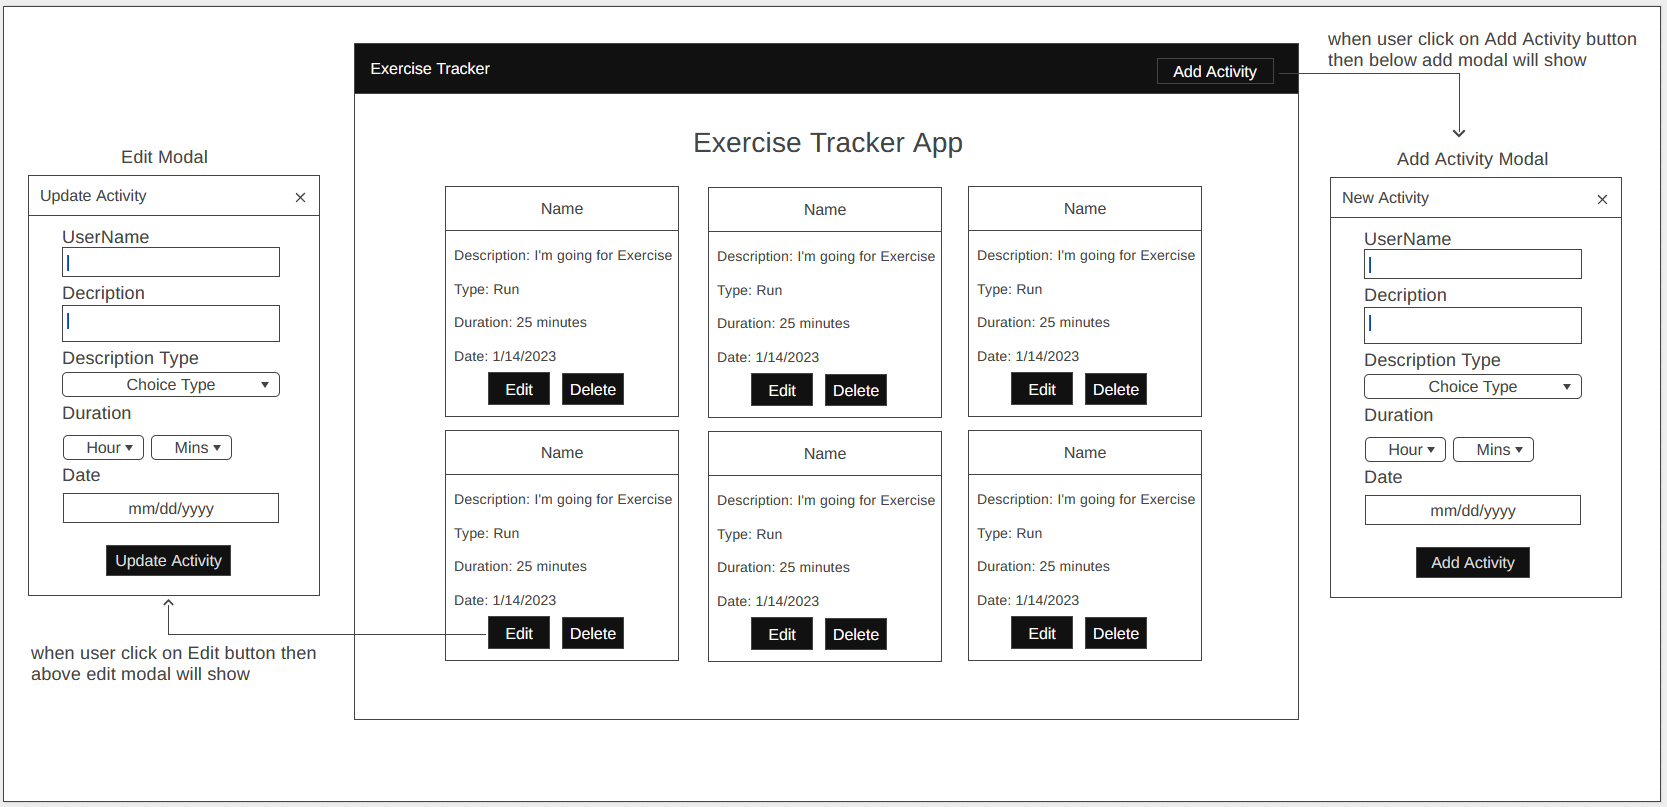 when user click on Add Activity button
then below add modal will show
Exercise Tracker
Add Activity
Exercise Tracker App
Edit Modal
Update Activity
UserName
Decription
Description Type
Choice Type
Duration
Hour
Mins
Date
mm/dd/yyyy
Update Activity
when user click on Edit button then
above edit modal will show
Name
Description: I'm going for Exercise
Type: Run
Duration: 25 minutes
Date: 1/14/2023
Edit
Delete
Name
Description: I'm going for Exercise
Type: Run
Duration: 25 minutes
Date: 1/14/2023
Edit
Delete
Name
Description: I'm going for Exercise
Type: Run
Duration: 25 minutes
Date: 1/14/2023
Edit
Delete
Name
Description: I'm going for Exercise
Type: Run
Duration: 25 minutes
Date: 1/14/2023
Edit
Delete
Name
Description: I'm going for Exercise
Type: Run
Duration: 25 minutes
Date: 1/14/2023
Edit
Delete
Name
Description: I'm going for Exercise
Type: Run
Duration: 25 minutes
Date: 1/14/2023
Edit
Delete
Add Activity Modal
New Activity
UserName
Decription
Description Type
Choice Type
Duration
Hour
Mins
Date
mm/dd/yyyy
Add Activity